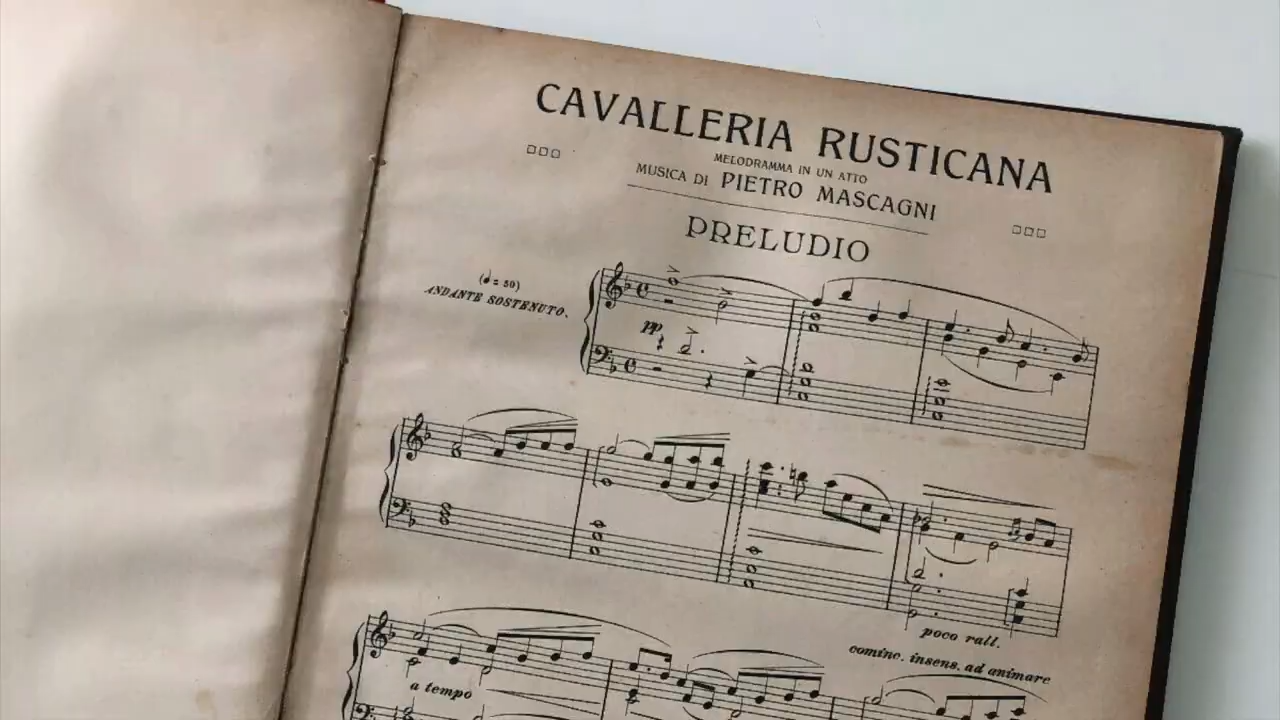 CAVALLERIA RUSTICANA
MELODRAMMA IN UN ATTO
MUSICA DI PIETRO MASCAGNI
PRELUDIO
(♩ = 50)
ANDANTE SOSTENUTO.
pp
poco rall.
cominc. insens. ad animare
a tempo